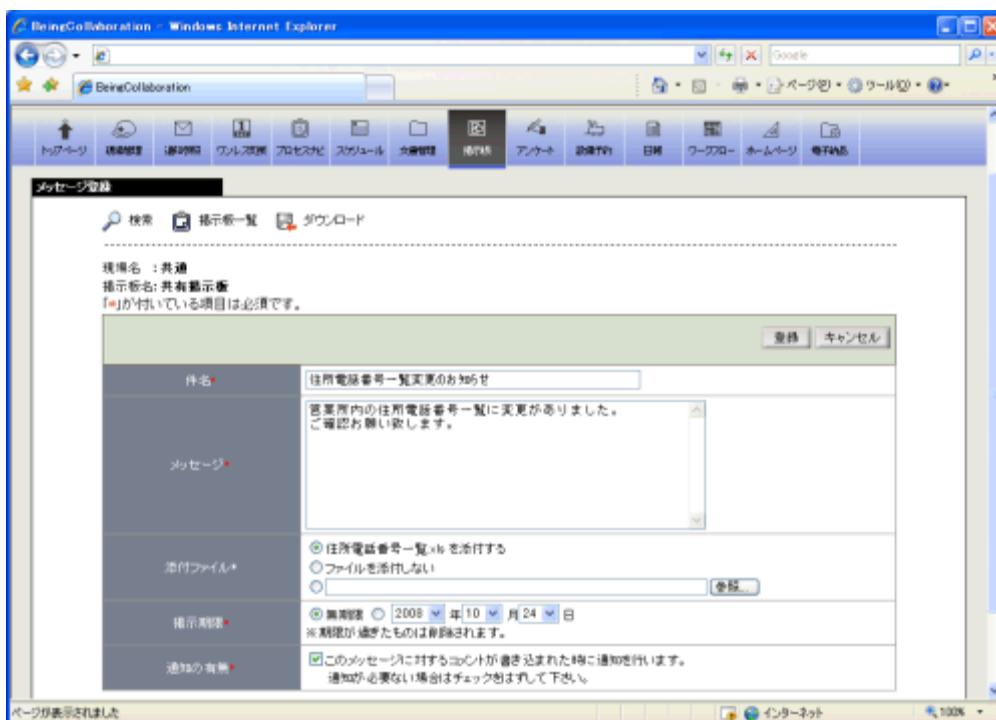 BeingCollaboration - Windows Internet Explorer
Google
BeingCollaboration
ページ(P) ツール(O)
トップページ 現場管理 ワンレス プロセスナビ スケジュール 文書管理 掲示板 アンケート 設備予約 日報 ワークフロー ホームページ 電子納品
メッセージ登録
検索 掲示板一覧 ダウンロード
現場名 :共通
掲示板名:共有掲示板
「*」が付いている項目は必須です。
登録 キャンセル
件名* 住所電話番号一覧変更のお知らせ
メッセージ* 営業所内の住所電話番号一覧に変更がありました。
ご確認お願い致します。
添付ファイル* 住所電話番号一覧.xls を添付する
ファイルを添付しない
参照...
掲示期限* 無期限 2008 年 10 月 24 日
※期限が過ぎたものは削除されます。
通知の有無* このメッセージに対するコメントが書き込まれた時に通知を行います。
通知が必要ない場合はチェックをはずして下さい。
ページが表示されました インターネット 100%